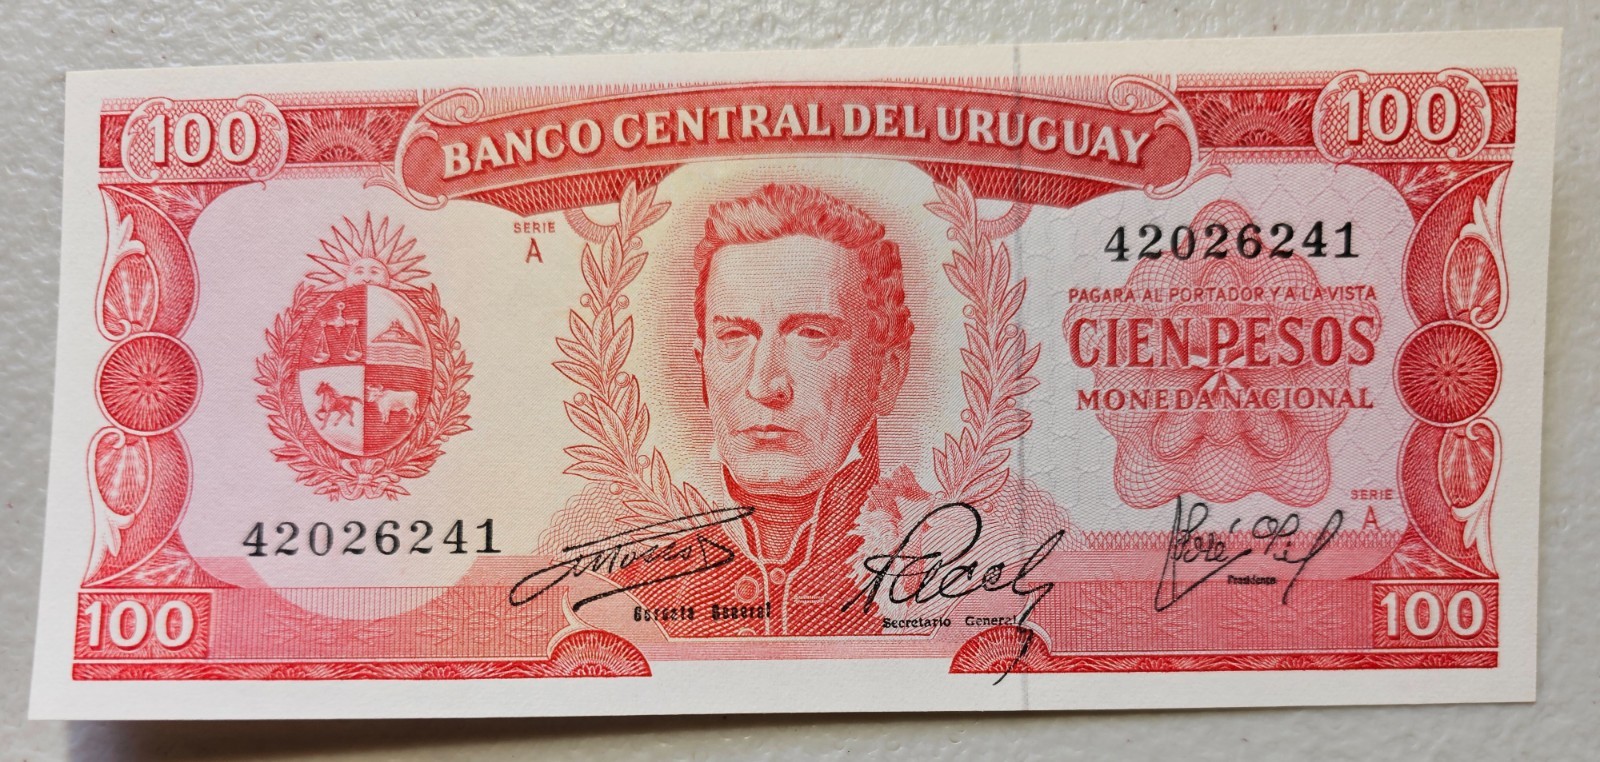 100
BANCO CENTRAL DEL URUGUAY
100
SERIE
A
42026241
PAGARA AL PORTADOR Y A LA VISTA
CIEN PESOS
MONEDA NACIONAL
SERIE
A
42026241
Gerente General
Secretario General
Presidente
100
100